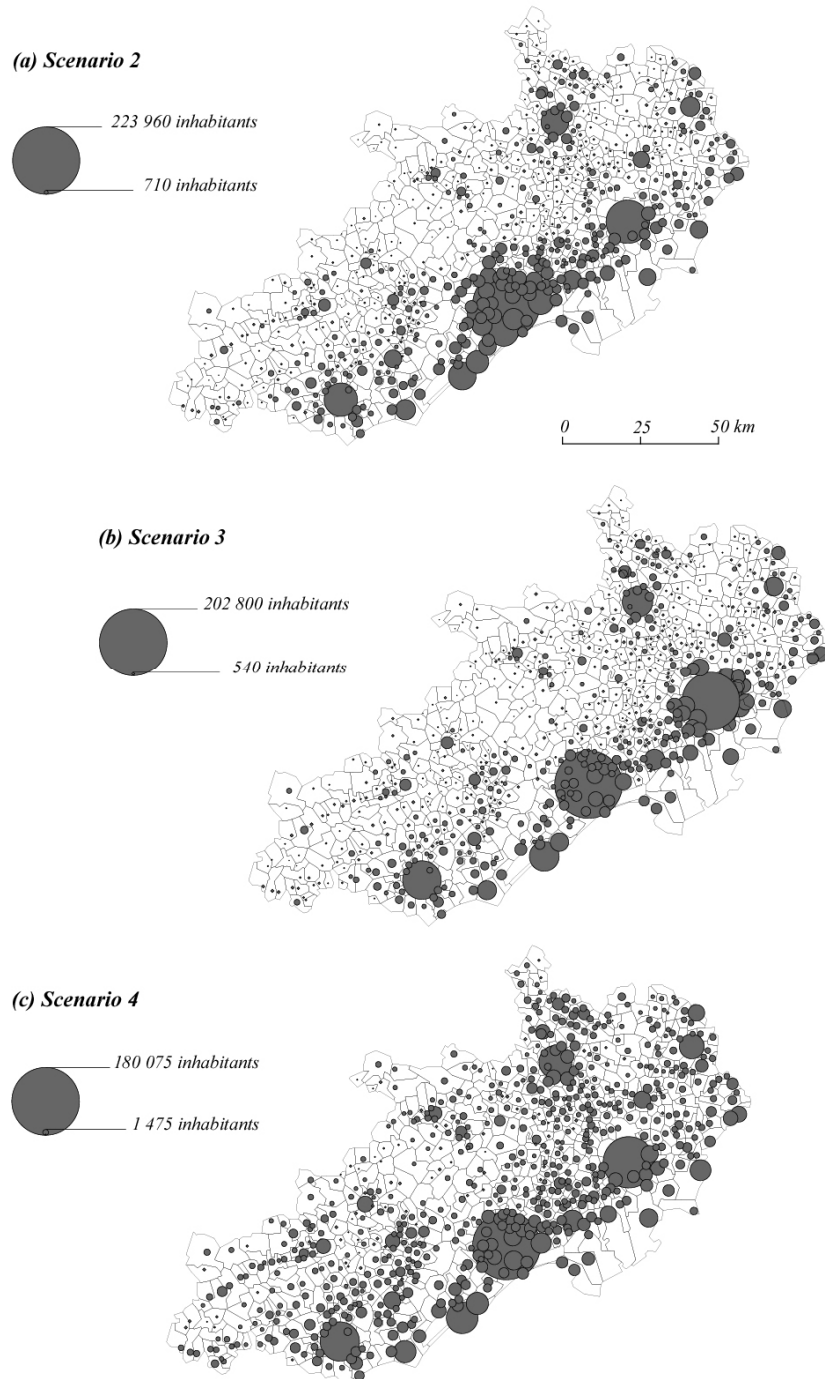 (a) Scenario 2
223 960 inhabitants
710 inhabitants
0 25 50 km
(b) Scenario 3
202 800 inhabitants
540 inhabitants
(c) Scenario 4
180 075 inhabitants
1 475 inhabitants